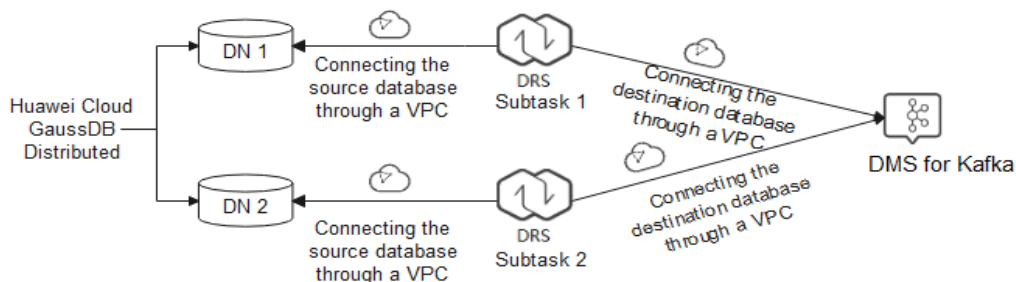 Huawei Cloud
GaussDB
Distributed
DN 1
Connecting the
source database
through a VPC
DRS
Subtask 1
Connecting the
destination database
through a VPC
DMS for Kafka
DN 2
Connecting the
source database
through a VPC
DRS
Subtask 2
Connecting the
destination database
through a VPC